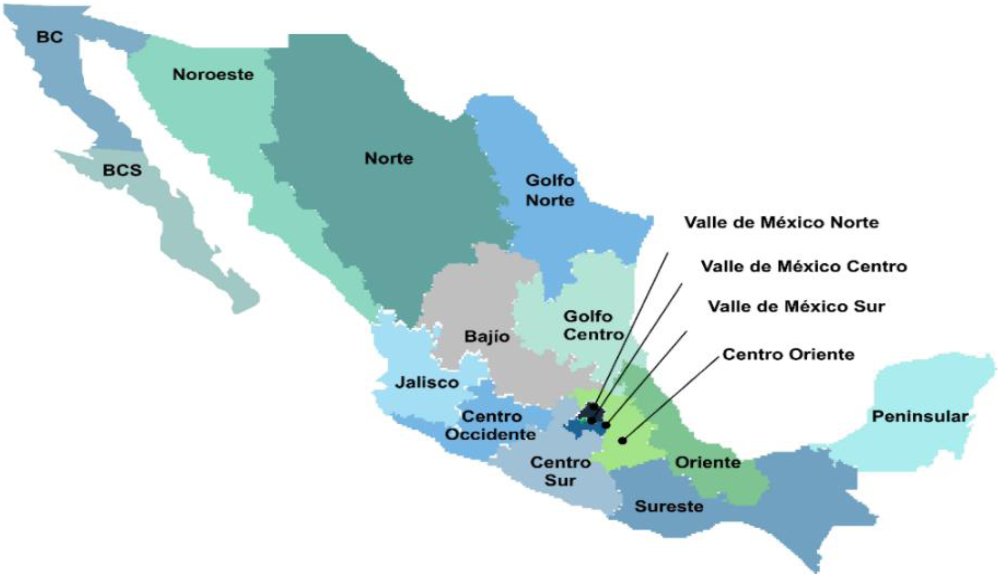 BC
Noroeste
BCS
Norte
Golfo
Norte
Valle de México Norte
Valle de México Centro
Valle de México Sur
Golfo
Centro
Bajío
Centro Oriente
Jalisco
Centro
Occidente
Peninsular
Centro
Sur
Oriente
Sureste